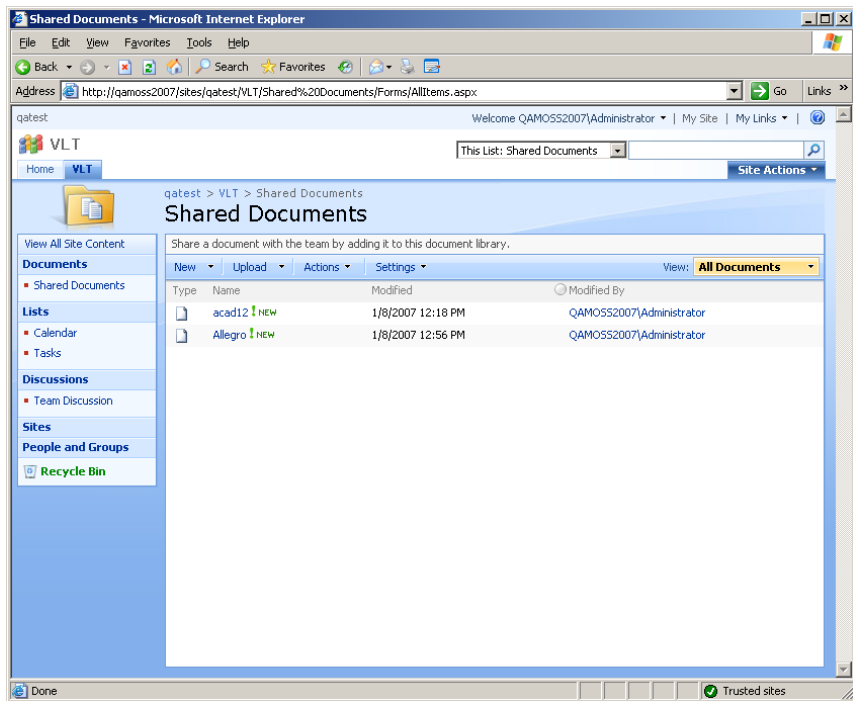 Shared Documents - Microsoft Internet Explorer
File Edit View Favorites Tools Help
Back Search Favorites
Address http://qamoss2007/sites/qatest/VLT/Shared%20Documents/Forms/AllItems.aspx Go Links »
qatest Welcome QAMOSS2007\Administrator | My Site | My Links |
VLT
This List: Shared Documents
Home VLT Site Actions
qatest > VLT > Shared Documents
Shared Documents
View All Site Content
Share a document with the team by adding it to this document library.
Documents
New Upload Actions Settings View: All Documents
Shared Documents
Type Name Modified Modified By
Lists
acad12 ! NEW 1/8/2007 12:18 PM QAMOSS2007\Administrator
Calendar
Allegro ! NEW 1/8/2007 12:56 PM QAMOSS2007\Administrator
Tasks
Discussions
Team Discussion
Sites
People and Groups
Recycle Bin
Done Trusted sites